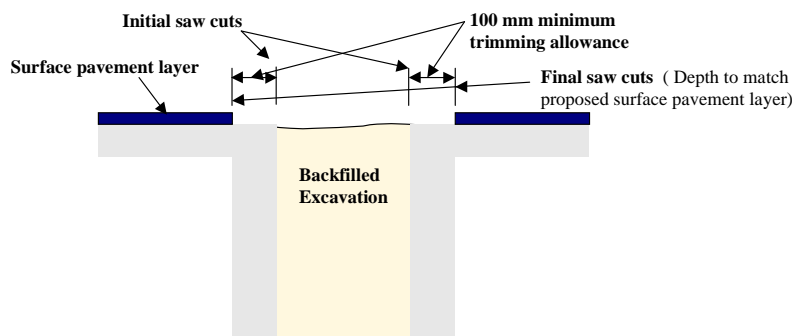 Initial saw cuts
100 mm minimum
trimming allowance
Surface pavement layer
Final saw cuts ( Depth to match
proposed surface pavement layer)
Backfilled
Excavation